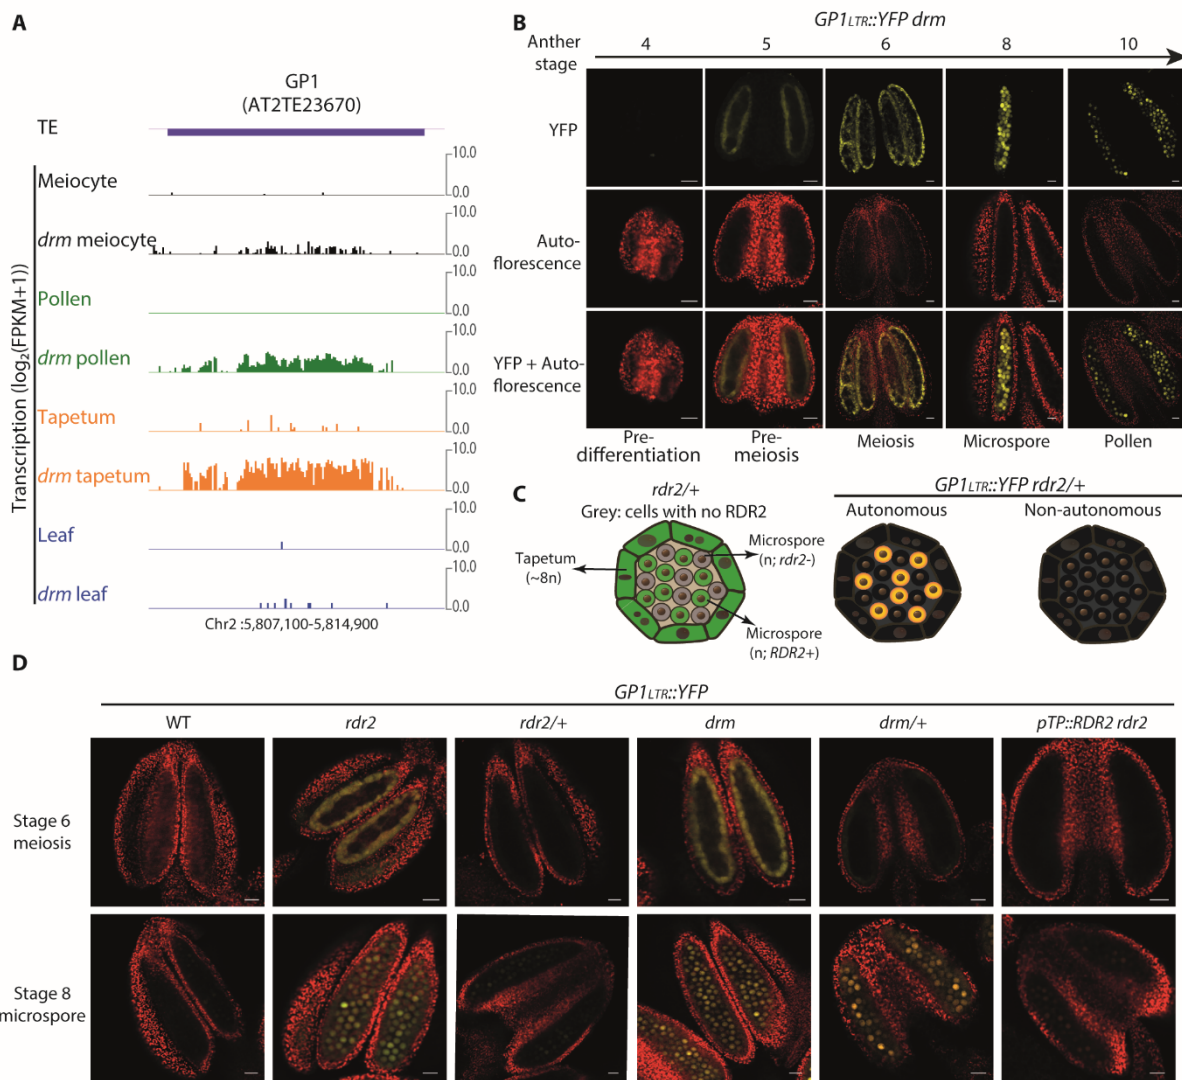 A
GP1
(AT2TE23670)
TE
Transcription (log2(FPKM+1))
10.0
Meiocyte
0.0
10.0
drm meiocyte
0.0
10.0
Pollen
0.0
10.0
drm pollen
0.0
10.0
Tapetum
0.0
10.0
drm tapetum
0.0
10.0
Leaf
0.0
10.0
drm leaf
0.0
Chr2 :5,807,100-5,814,900
B
GP1LTR::YFP drm
Anther
stage
4 5 6 8 10
YFP
Auto-
florescence
YFP + Auto-
florescence
Pre-
differentiation
Pre-
meiosis
Meiosis
Microspore
Pollen
C
rdr2/+
Grey: cells with no RDR2
Tapetum
(~8n)
Microspore
(n; rdr2-)
Microspore
(n; RDR2+)
GP1LTR::YFP rdr2/+
Autonomous
Non-autonomous
D
GP1LTR::YFP
WT rdr2 rdr2/+ drm drm/+ pTP::RDR2 rdr2
Stage 6
meiosis
Stage 8
microspore